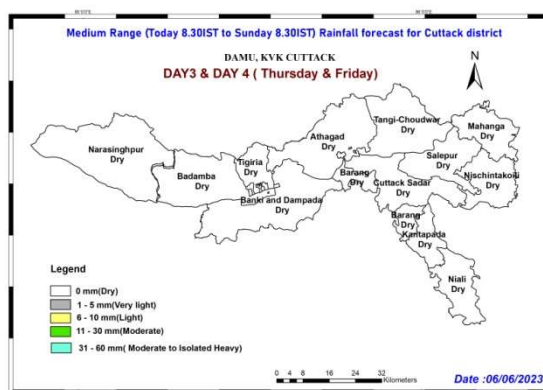 Medium Range (Today 8.30IST to Sunday 8.30IST) Rainfall forecast for Cuttack district
DAMU, KVK CUTTACK
DAY3 & DAY 4 ( Thursday & Friday)
N
Tangi-Choudwar
Dry
Mahanga
Dry
Athagad
Dry
Narasinghpur
Dry
Tigiria
Dry
Salepur
Dry
Badamba
Dry
Barang
Dry
Nischintakoili
Dry
Cuttack Sadar
Dry
Banki and Dampada
Dry
Barang
Dry
Kantapada
Dry
Niali
Dry
Legend
0 mm(Dry)
1 - 5 mm(Very light)
6 - 10 mm(Light)
11 - 30 mm(Moderate)
31 - 60 mm( Moderate to Isolated Heavy)
0 4 8 16 24 32
Kilometers
Date :06/06/2023